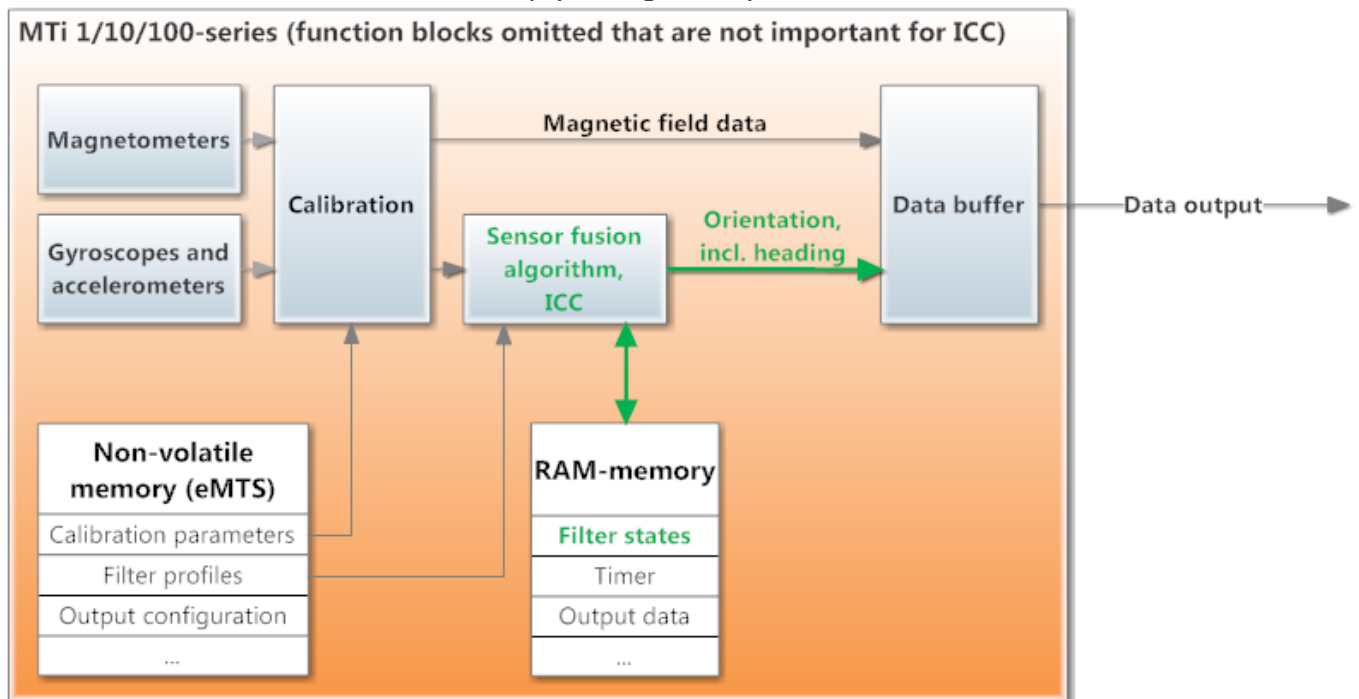 MTi 1/10/100-series (function blocks omitted that are not important for ICC)
Magnetometers
Gyroscopes and
accelerometers
Calibration
Magnetic field data
Sensor fusion
algorithm,
ICC
Orientation,
incl. heading
Data buffer
Data output
Non-volatile
memory (eMTS)
Calibration parameters
Filter profiles
Output configuration
...
RAM-memory
Filter states
Timer
Output data
...